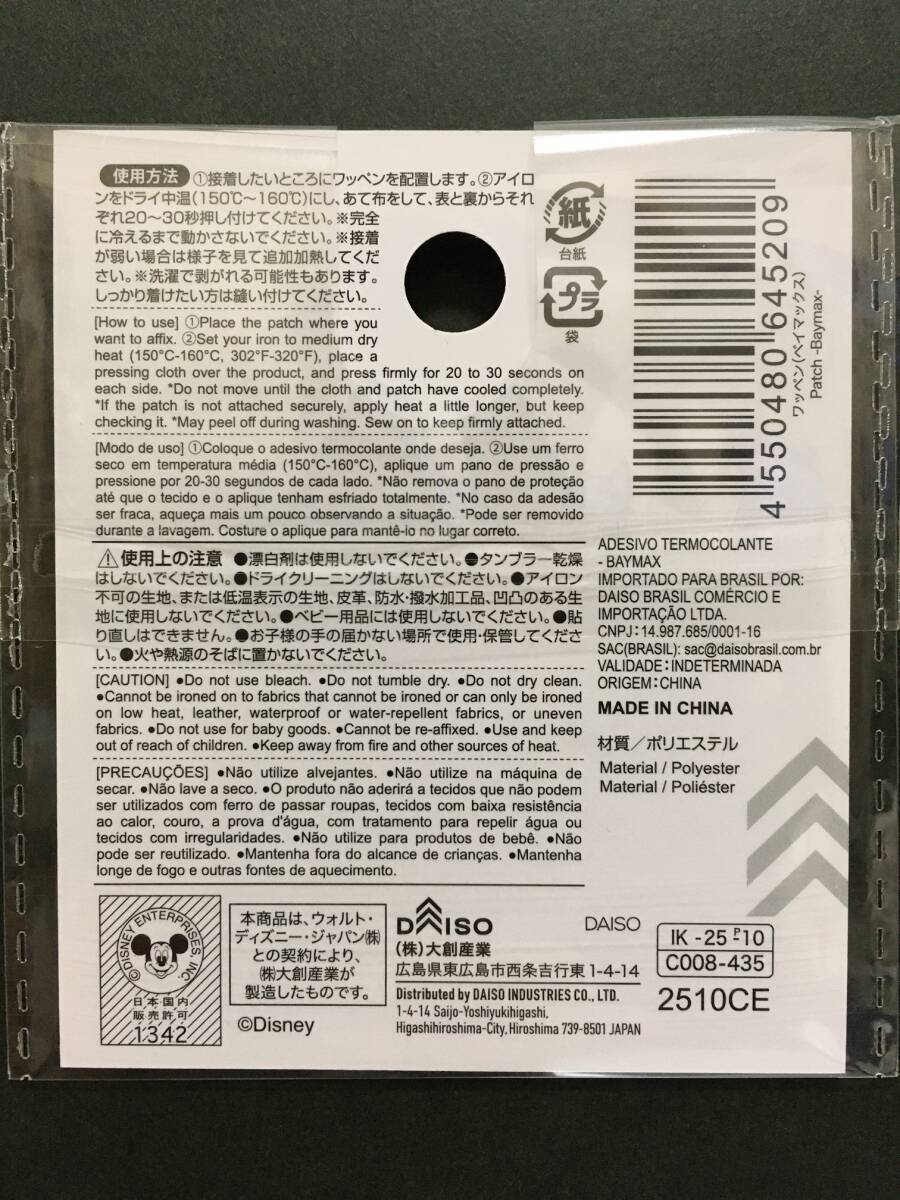 使用方法 ①接着したいところにワッペンを配置します。②アイロ
ンをドライ中温(150℃～160℃)にし、あて布をして、表と裏からそれ
ぞれ20～30秒押し付けてください。※完全
に冷えるまで動かさないでください。※接着
が弱い場合は様子を見て追加加熱してくだ
さい。※洗濯で剥がれる可能性もあります。
しっかり着けたい方は縫い付けてください。
[How to use] ①Place the patch where you
want to affix. ②Set your iron to medium dry
heat (150°C-160°C, 302°F-320°F), place a
pressing cloth over the product, and press firmly for 20 to 30 seconds on
each side. *Do not move until the cloth and patch have cooled completely.
*If the patch is not attached securely, apply heat a little longer, but keep
checking it. *May peel off during washing. Sew on to keep firmly attached.
[Modo de uso] ①Coloque o adesivo termocolante onde deseja. ②Use um ferro
seco em temperatura média (150°C-160°C), aplique um pano de pressão e
pressione por 20-30 segundos de cada lado. *Não remova o pano de proteção
até que o tecido e o aplique tenham esfriado totalmente. *No caso da adesão
ser fraca, aqueça mais um pouco observando a situação. *Pode ser removido
durante a lavagem. Costure o aplique para mantê-lo no lugar correto.
⚠使用上の注意 ●漂白剤は使用しないでください。●タンブラー乾燥
はしないでください。●ドライクリーニングはしないでください。●アイロン
不可の生地、または低温表示の生地、皮革、防水・撥水加工品、凹凸のある生
地に使用しないでください。●ベビー用品には使用しないでください。●貼
り直しはできません。●お子様の手の届かない場所で使用・保管してくださ
い。●火や熱源のそばに置かないでください。
[CAUTION] ●Do not use bleach. ●Do not tumble dry. ●Do not dry clean.
●Cannot be ironed on to fabrics that cannot be ironed or can only be ironed
on low heat, leather, waterproof or water-repellent fabrics, or uneven
fabrics. ●Do not use for baby goods. ●Cannot be re-affixed. ●Use and keep
out of reach of children. ●Keep away from fire and other sources of heat.
[PRECAUÇÕES] ●Não utilize alvejantes. ●Não utilize na máquina de
secar. ●Não lave a seco. ●O produto não aderirá a tecidos que não podem
ser utilizados com ferro de passar roupas, tecidos com baixa resistência
ao calor, couro, a prova d'água, com tratamento para repelir água ou
tecidos com irregularidades. ●Não utilize para produtos de bebê. ●Não
pode ser reutilizado. ●Mantenha fora do alcance de crianças. ●Mantenha
longe de fogo e outras fontes de aquecimento.
紙
台紙
プラ
袋
4 550480 645209
ワッペン(ベイマックス)
Patch -Baymax-
ADESIVO TERMOCOLANTE
- BAYMAX
IMPORTADO PARA BRASIL POR:
DAISO BRASIL COMÉRCIO E
IMPORTAÇÃO LTDA.
CNPJ：14.987.685/0001-16
SAC(BRASIL)：sac@daisobrasil.com.br
VALIDADE：INDETERMINADA
ORIGEM：CHINA
MADE IN CHINA
材質／ポリエステル
Material / Polyester
Material / Poliéster
©DISNEY ENTERPRISES, INC.
日本・国内
販売許可
1342
本商品は、ウォルト・
ディズニー・ジャパン㈱
との契約により、
㈱大創産業が
製造したものです。
©Disney
DAISO
(株)大創産業
広島県東広島市西条吉行東1-4-14
Distributed by DAISO INDUSTRIES CO., LTD.
1-4-14 Saijo-Yoshiyukihigashi,
Higashihiroshima-City, Hiroshima 739-8501 JAPAN
DAISO
IK -25 P-10
C008-435
2510CE